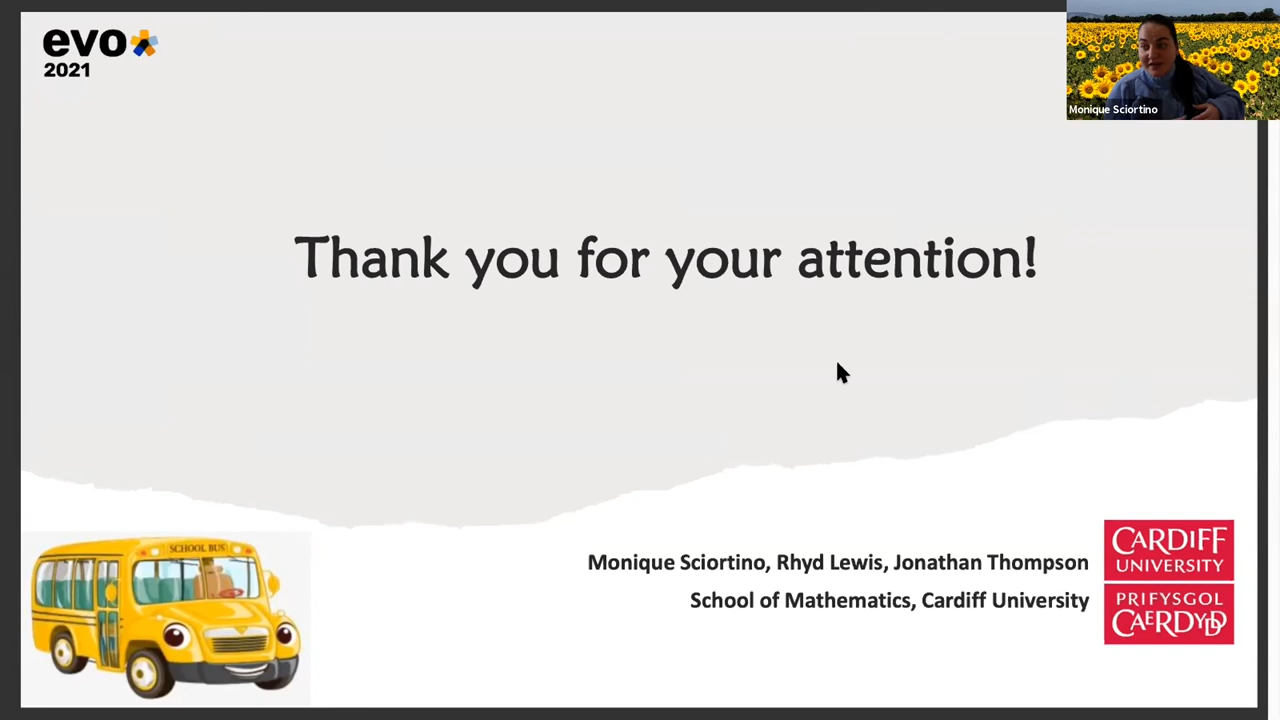 evo
2021
Monique Sciortino
Thank you for your attention!
SCHOOL BUS
Monique Sciortino, Rhyd Lewis, Jonathan Thompson
School of Mathematics, Cardiff University
CARDIFF
UNIVERSITY
PRIFYSGOL
CAERDYDD